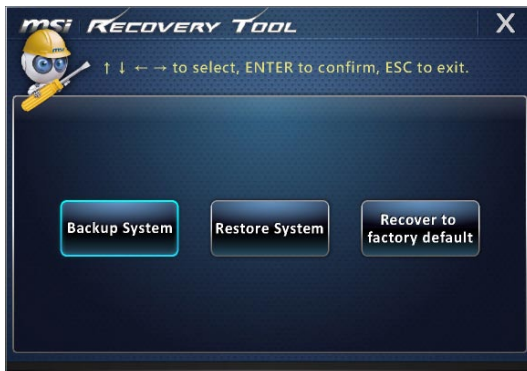 msi RECOVERY TOOL X
↑ ↓ ← → to select, ENTER to confirm, ESC to exit.
Backup System
Restore System
Recover to
factory default